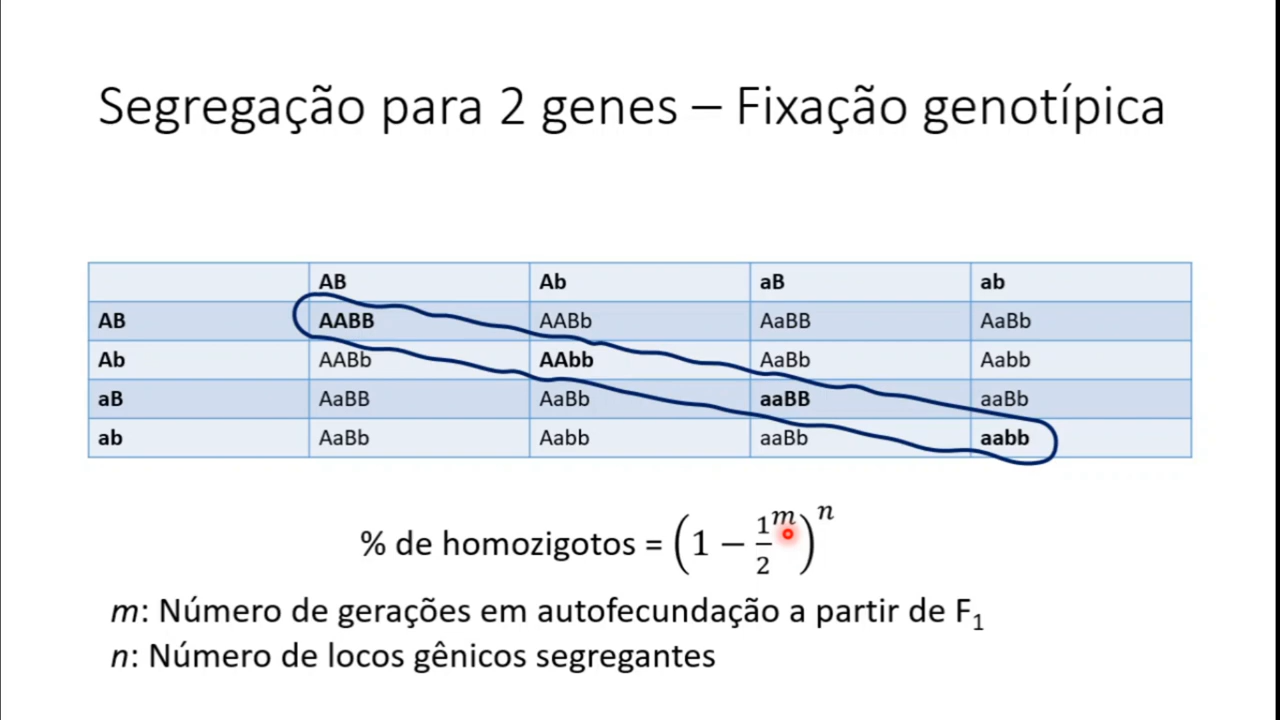 Segregação para 2 genes – Fixação genotípica
AB Ab aB ab
AB AABB AABb AaBB AaBb
Ab AABb AAbb AaBb Aabb
aB AaBB AaBb aaBB aaBb
ab AaBb Aabb aaBb aabb
% de homozigotos = (1 − 1/2^m)^n
m: Número de gerações em autofecundação a partir de F₁
n: Número de locos gênicos segregantes